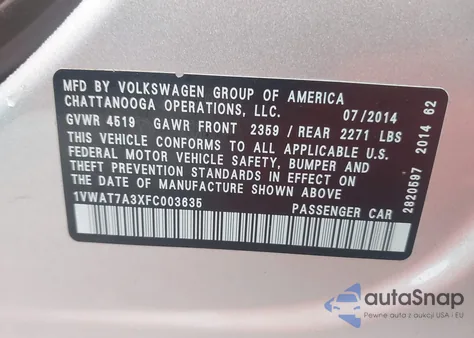 MFD BY VOLKSWAGEN GROUP OF AMERICA
CHATTANOOGA OPERATIONS, LLC. 07/2014
GVWR 4519 GAWR FRONT 2359 / REAR 2271 LBS
THIS VEHICLE CONFORMS TO ALL APPLICABLE U.S.
FEDERAL MOTOR VEHICLE SAFETY, BUMPER AND
THEFT PREVENTION STANDARDS IN EFFECT ON
THE DATE OF MANUFACTURE SHOWN ABOVE
1VWAT7A3XFC003635 PASSENGER CAR
2820697 2014 62
autoSnap
Pewne auta z aukcji USA i EU